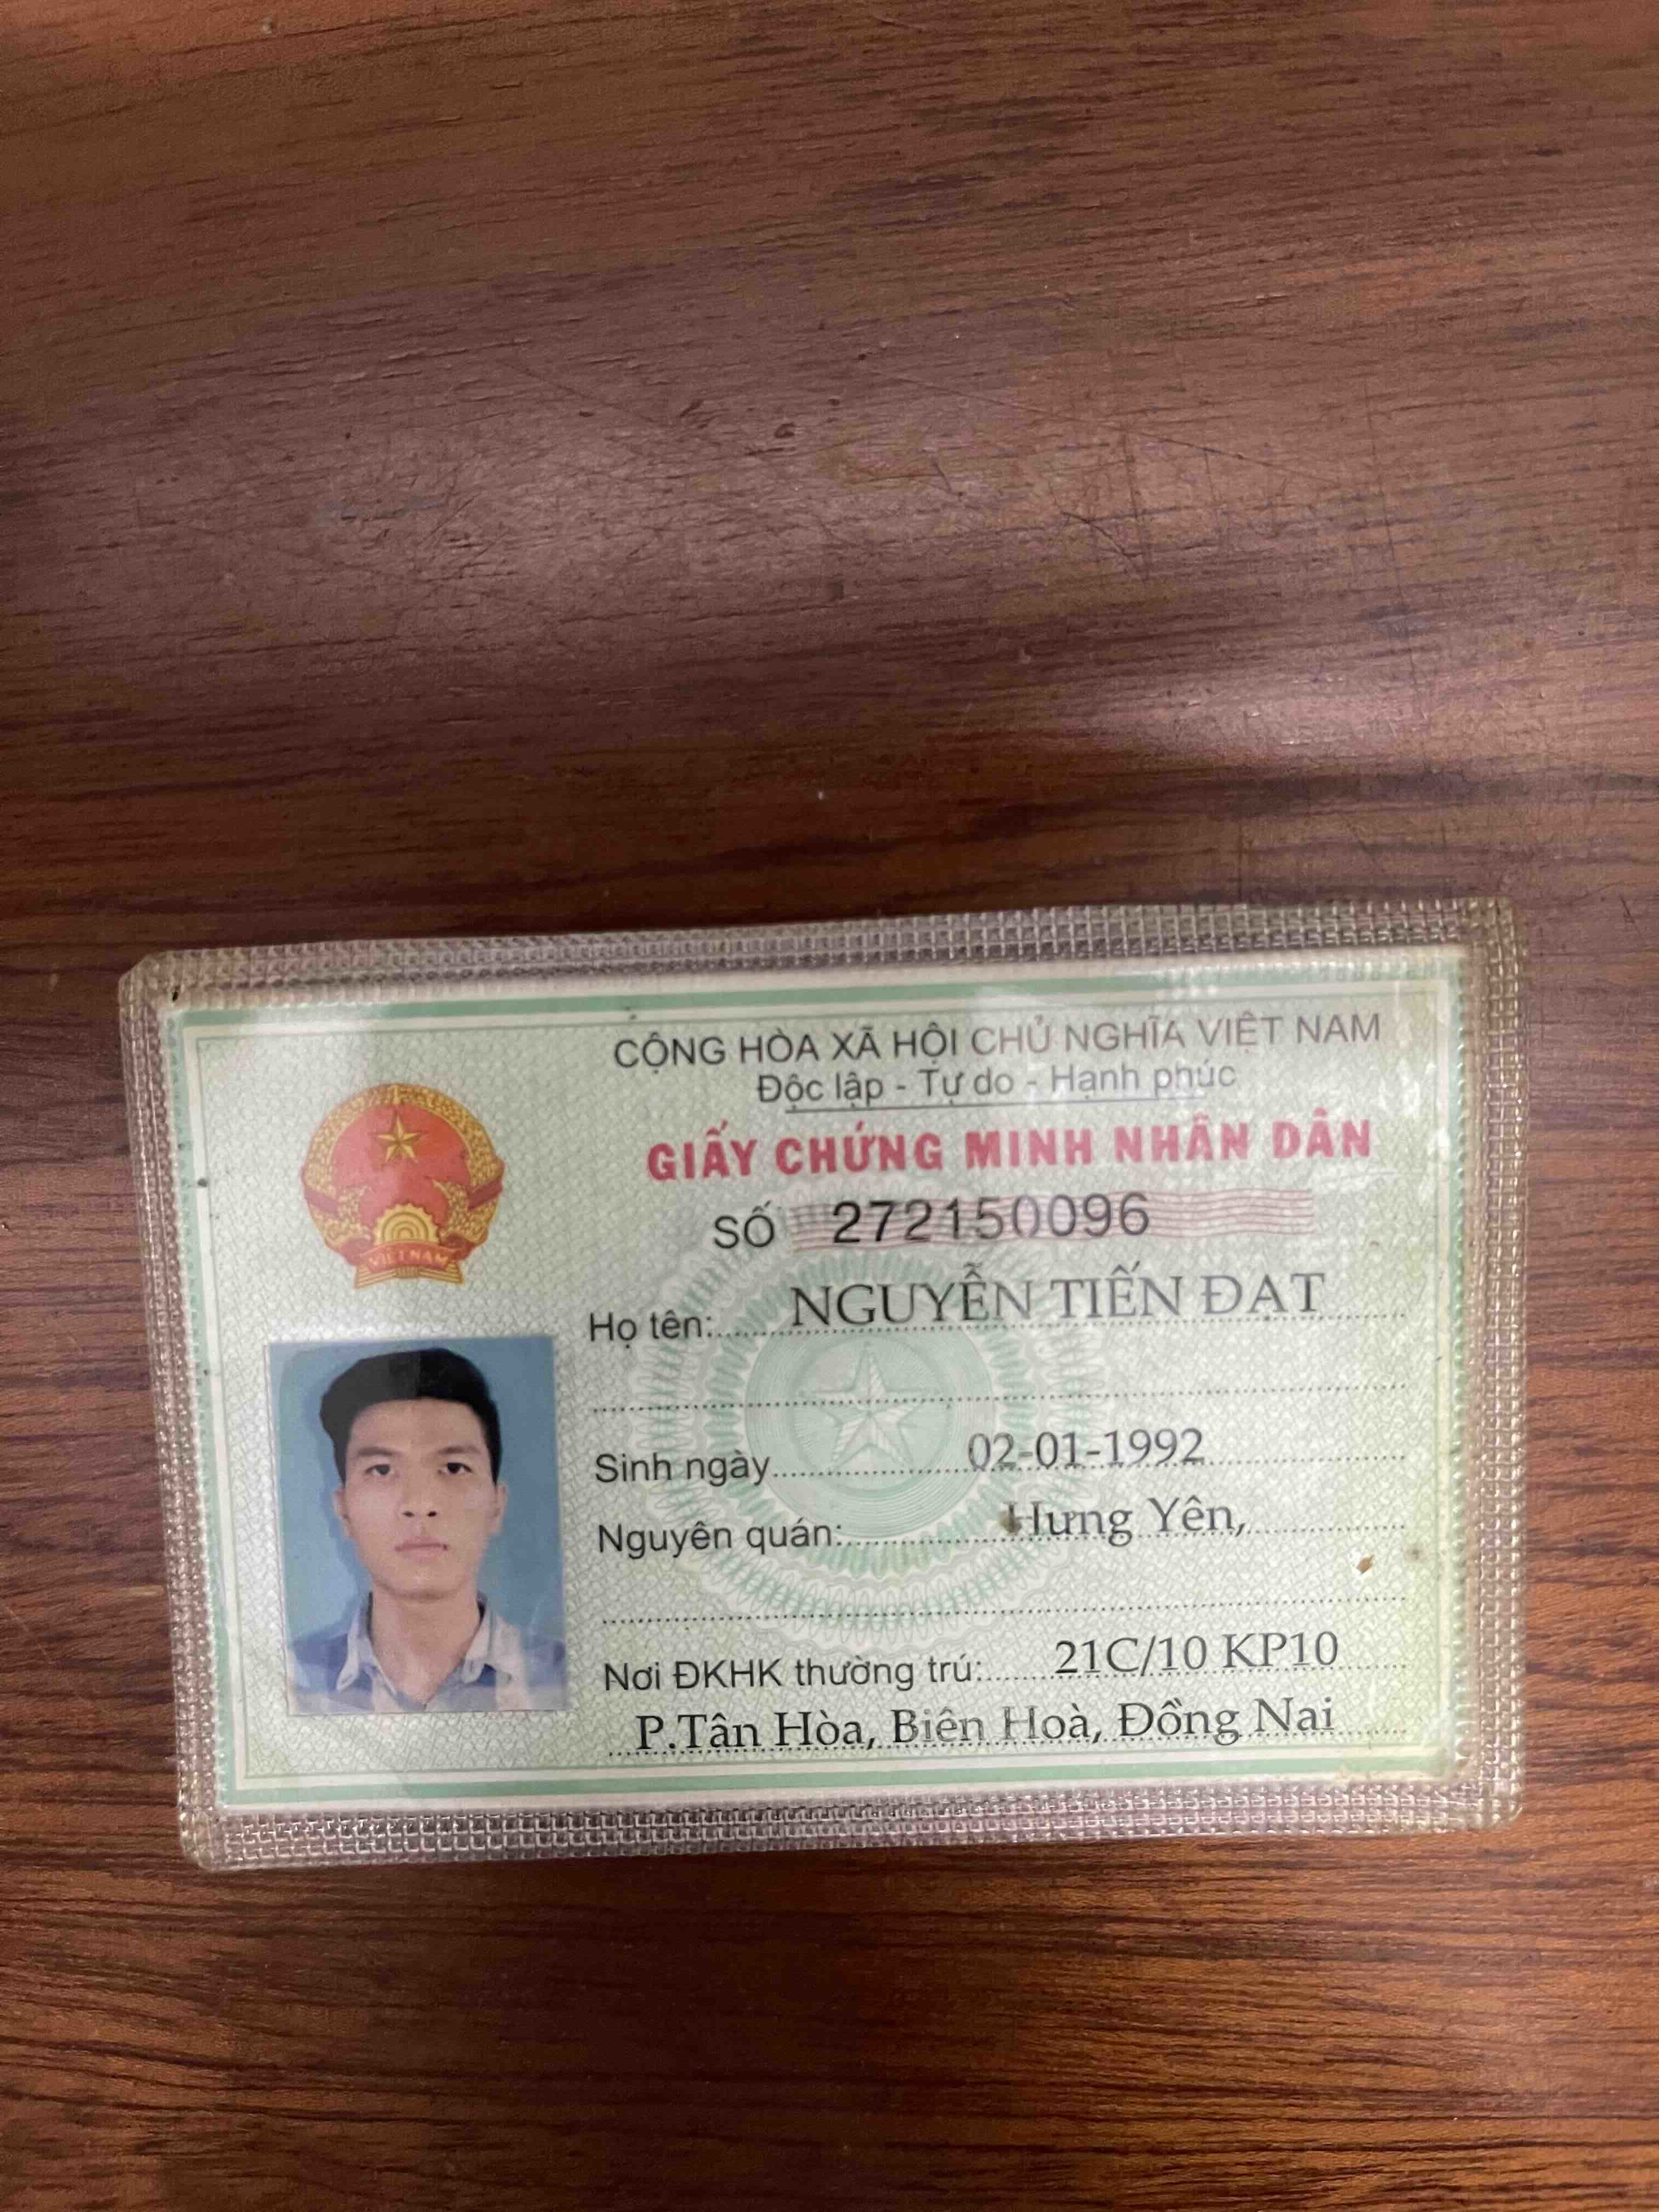 CỘNG HÒA XÃ HỘI CHỦ NGHĨA VIỆT NAM
Độc lập - Tự do - Hạnh phúc
GIẤY CHỨNG MINH NHÂN DÂN
SỐ 272150096
VIET NAM
Họ tên: NGUYỄN TIẾN ĐẠT
Sinh ngày 02-01-1992
Nguyên quán: Hưng Yên,
Nơi ĐKHK thường trú: 21C/10 KP10
P.Tân Hòa, Biên Hoà, Đồng Nai